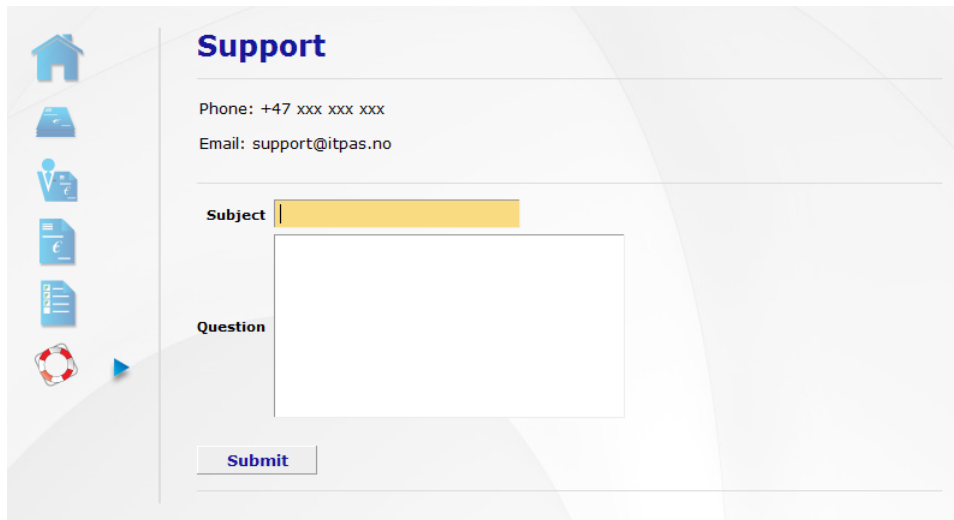 Support
Phone: +47 xxx xxx xxx
Email: support@itpas.no
Subject
Question
Submit